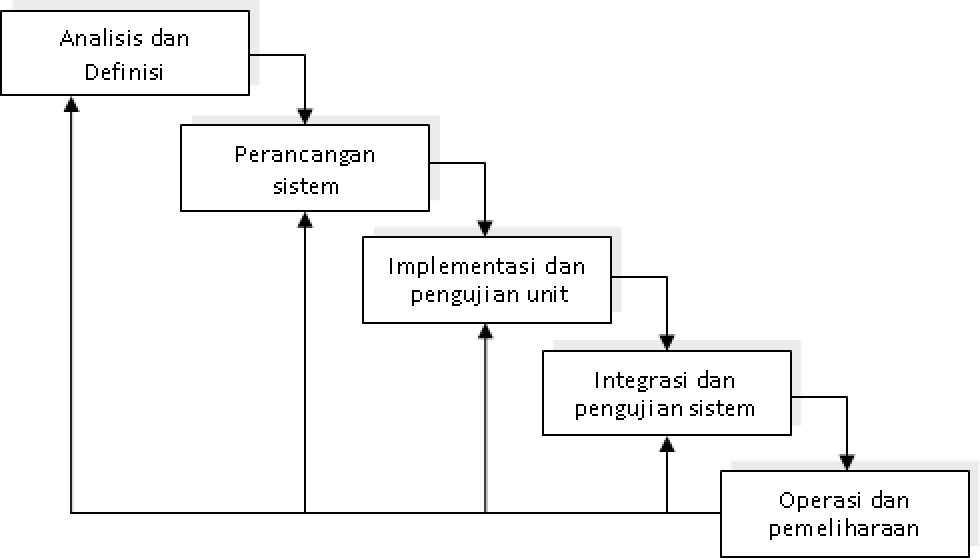 Analisis dan
Definisi
Perancangan
sistem
Implementasi dan
pengujian unit
Integrasi dan
pengujian sistem
Operasi dan
pemeliharaan